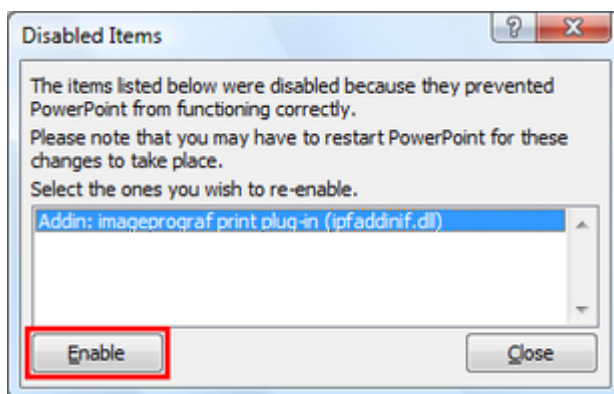 Disabled Items
The items listed below were disabled because they prevented
PowerPoint from functioning correctly.
Please note that you may have to restart PowerPoint for these
changes to take place.
Select the ones you wish to re-enable.
Addin: imageprograf print plug-in (ipfaddinif.dll)
Enable
Close